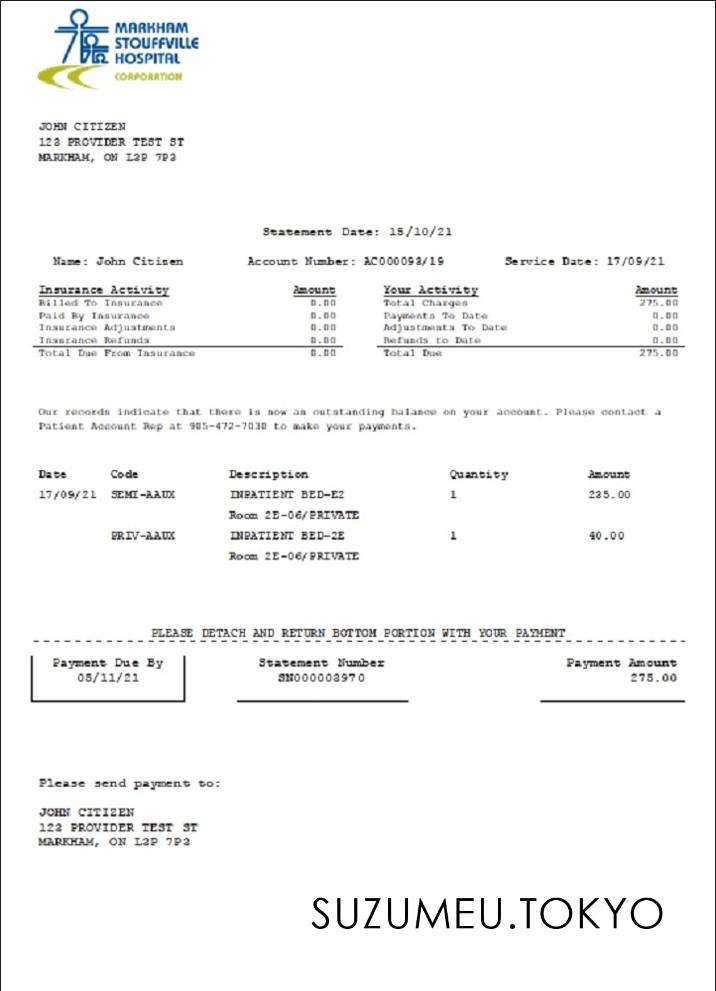 MARKHAM
STOUFFVILLE
HOSPITAL
CORPORATION
JOHN CITIZEN
123 PROVIDER TEST ST
MARKHAM, ON L3P 7P3
Statement Date: 15/10/21
Name: John Citizen Account Number: AC000093/19 Service Date: 17/09/21
Insurance Activity Amount Your Activity Amount
Billed To Insurance 0.00 Total Charges 275.00
Paid By Insurance 0.00 Payments To Date 0.00
Insurance Adjustments 0.00 Adjustments To Date 0.00
Insurance Refunds 0.00 Refunds to Date 0.00
Total Due From Insurance 0.00 Total Due 275.00
Our records indicate that there is now an outstanding balance on your account. Please contact a
Patient Account Rep at 905-472-7030 to make your payments.
Date Code Description Quantity Amount
17/09/21 SEMI-AAUX INPATIENT BED-E2 1 235.00
Room 2E-06/PRIVATE
PRIV-AAUX INPATIENT BED-2E 1 40.00
Room 2E-06/PRIVATE
PLEASE DETACH AND RETURN BOTTOM PORTION WITH YOUR PAYMENT
Payment Due By Statement Number Payment Amount
05/11/21 SN000003970 275.00
Please send payment to:
JOHN CITIZEN
123 PROVIDER TEST ST
MARKHAM, ON L3P 7P3
SUZUMEU.TOKYO